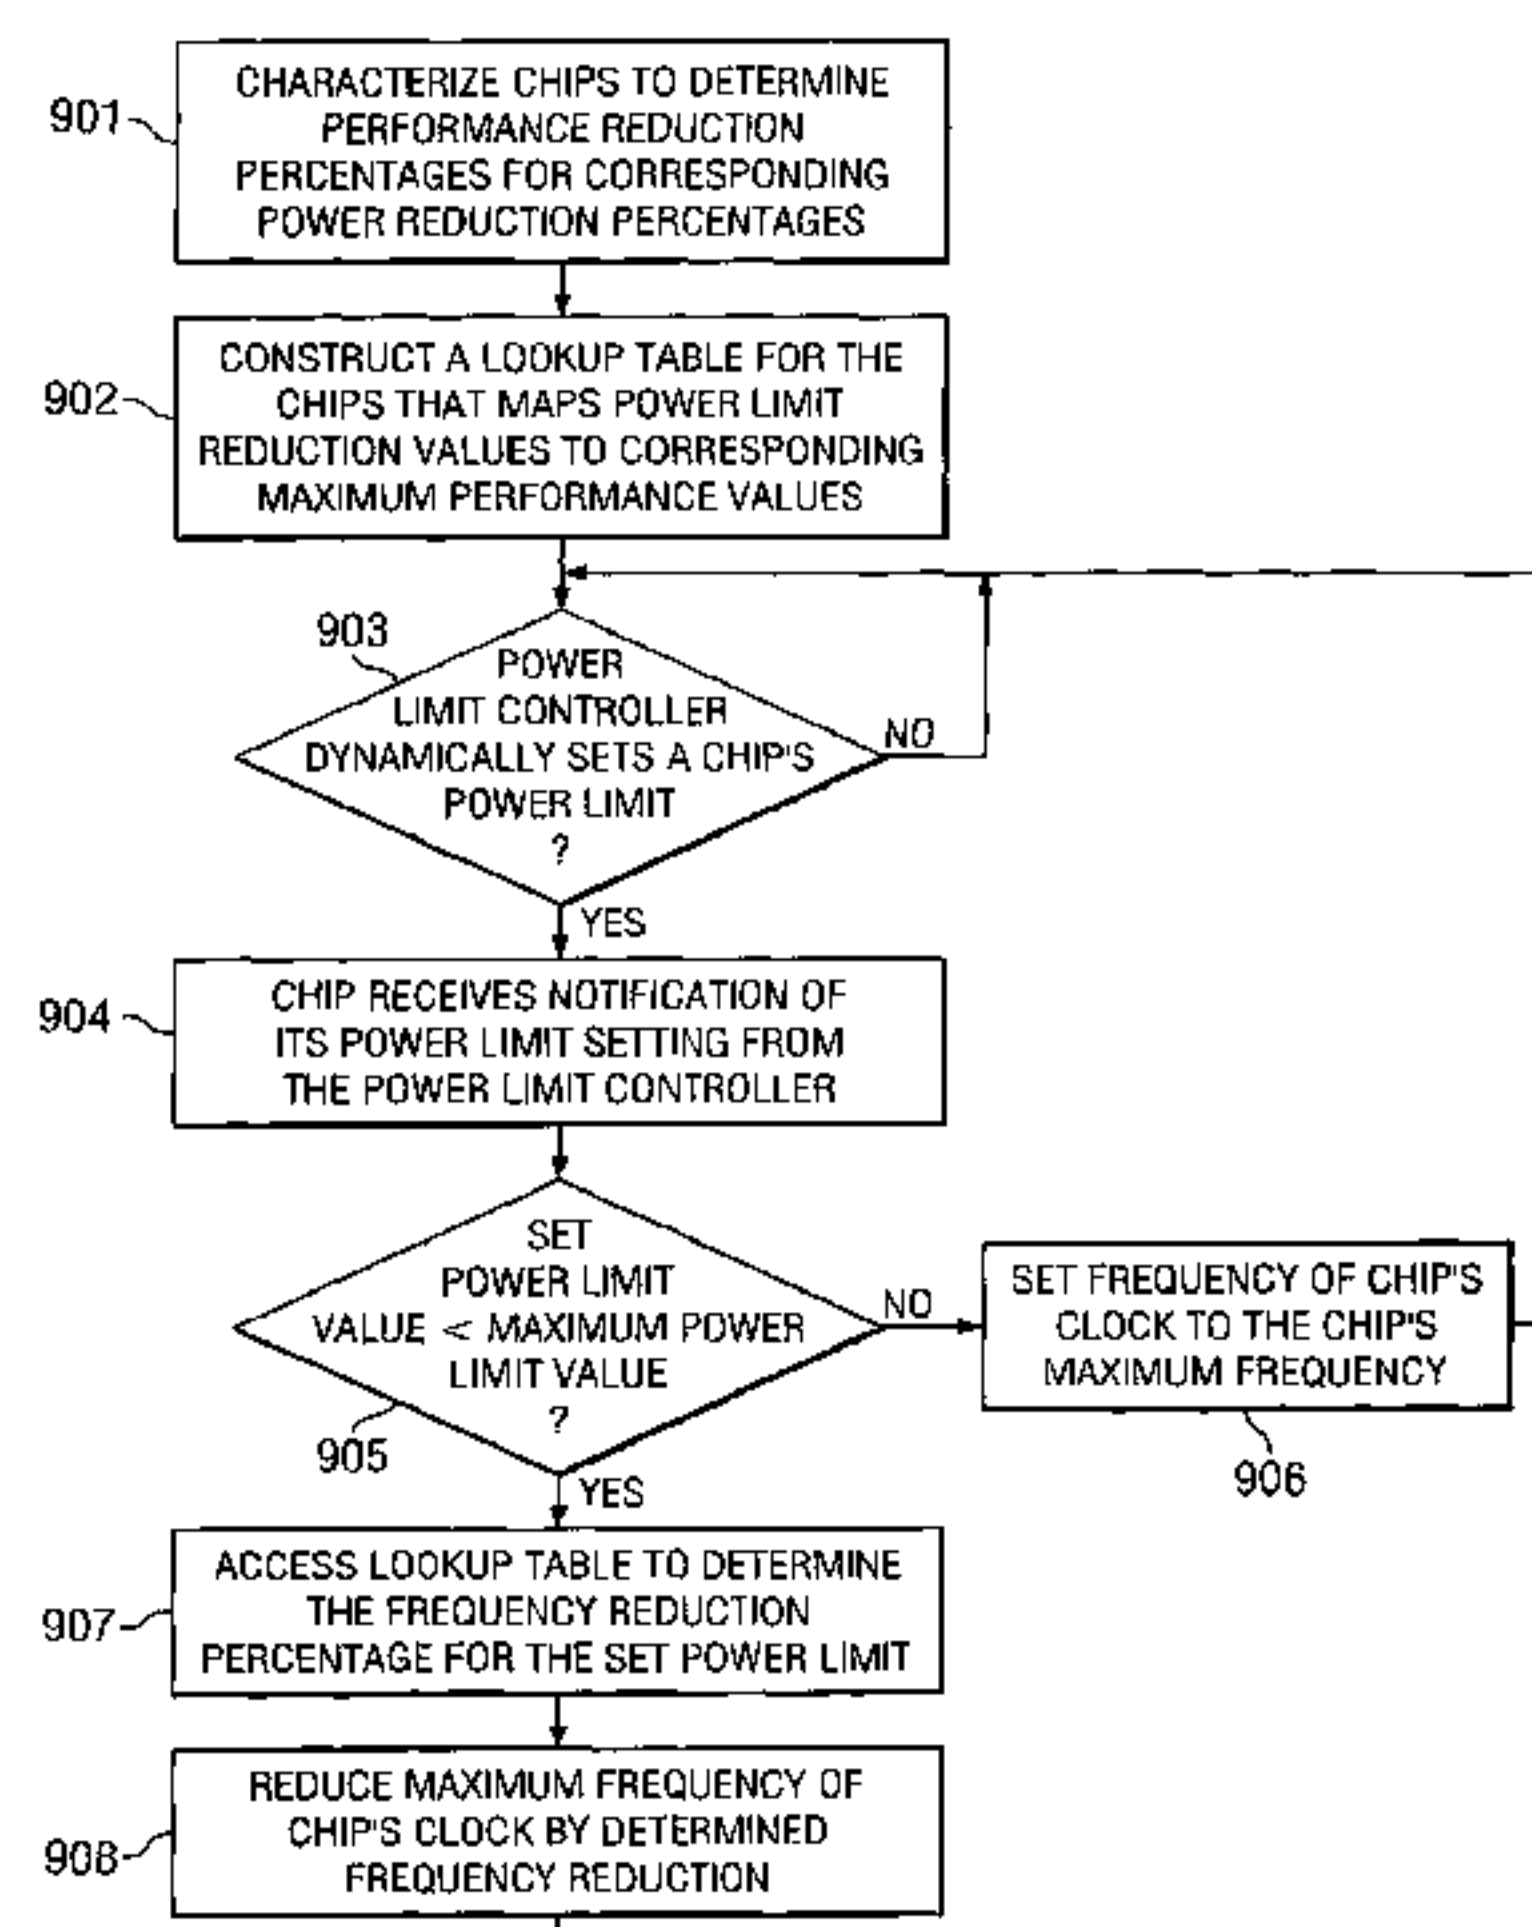 901
CHARACTERIZE CHIPS TO DETERMINE
PERFORMANCE REDUCTION
PERCENTAGES FOR CORRESPONDING
POWER REDUCTION PERCENTAGES
902
CONSTRUCT A LOOKUP TABLE FOR THE
CHIPS THAT MAPS POWER LIMIT
REDUCTION VALUES TO CORRESPONDING
MAXIMUM PERFORMANCE VALUES
903
POWER
LIMIT CONTROLLER
DYNAMICALLY SETS A CHIP'S
POWER LIMIT
?
NO
YES
904
CHIP RECEIVES NOTIFICATION OF
ITS POWER LIMIT SETTING FROM
THE POWER LIMIT CONTROLLER
SET
POWER LIMIT
VALUE < MAXIMUM POWER
LIMIT VALUE
?
905
NO
YES
SET FREQUENCY OF CHIP'S
CLOCK TO THE CHIP'S
MAXIMUM FREQUENCY
906
907
ACCESS LOOKUP TABLE TO DETERMINE
THE FREQUENCY REDUCTION
PERCENTAGE FOR THE SET POWER LIMIT
908
REDUCE MAXIMUM FREQUENCY OF
CHIP'S CLOCK BY DETERMINED
FREQUENCY REDUCTION